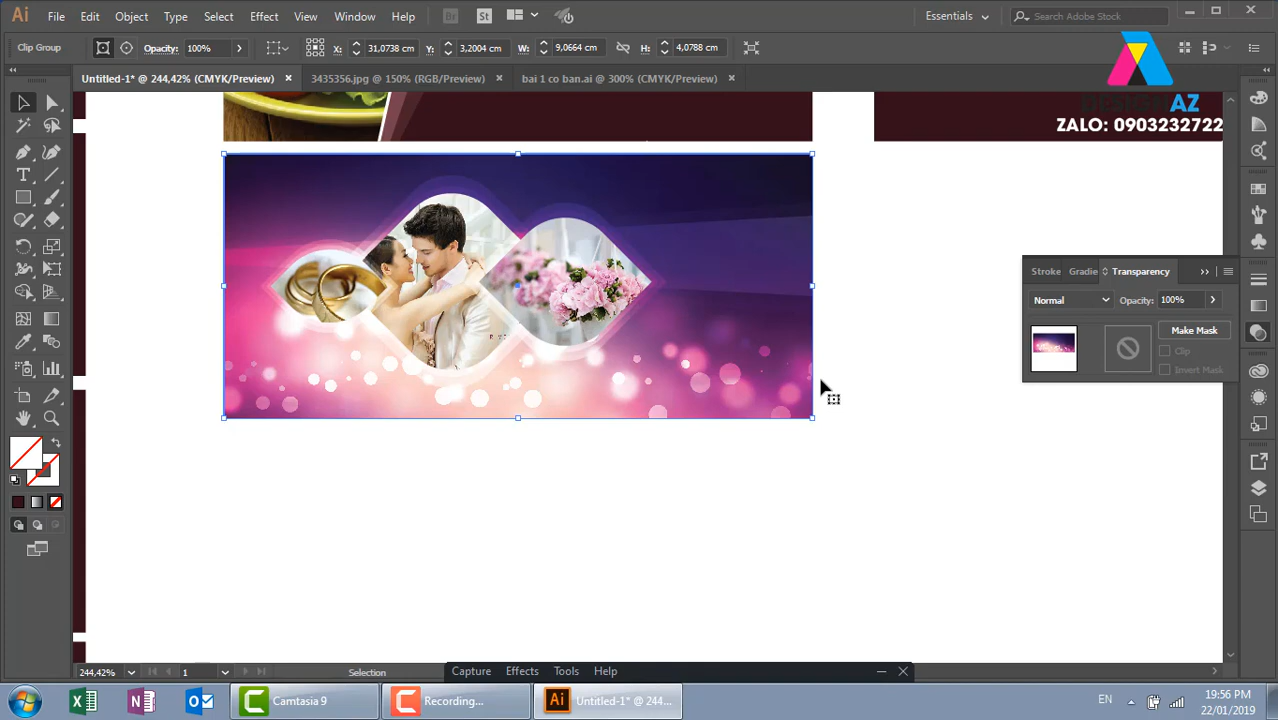 Ai File Edit Object Type Select Effect View Window Help Br St Essentials Search Adobe Stock
Clip Group Opacity: 100% X: 31,0738 cm Y: 3,2004 cm W: 9,0664 cm H: 4,0788 cm
Untitled-1* @ 244,42% (CMYK/Preview) × 3435356.jpg @ 150% (RGB/Preview) × bai 1 co ban.ai @ 300% (CMYK/Preview) ×
AZ
ZALO: 0903232722
Stroke Gradie Transparency
Normal Opacity: 100%
Make Mask
Clip
Invert Mask
244,42% 1 Selection
Capture Effects Tools Help
Camtasia 9 Recording... Ai Untitled-1* @ 244...
EN
19:56 PM
22/01/2019